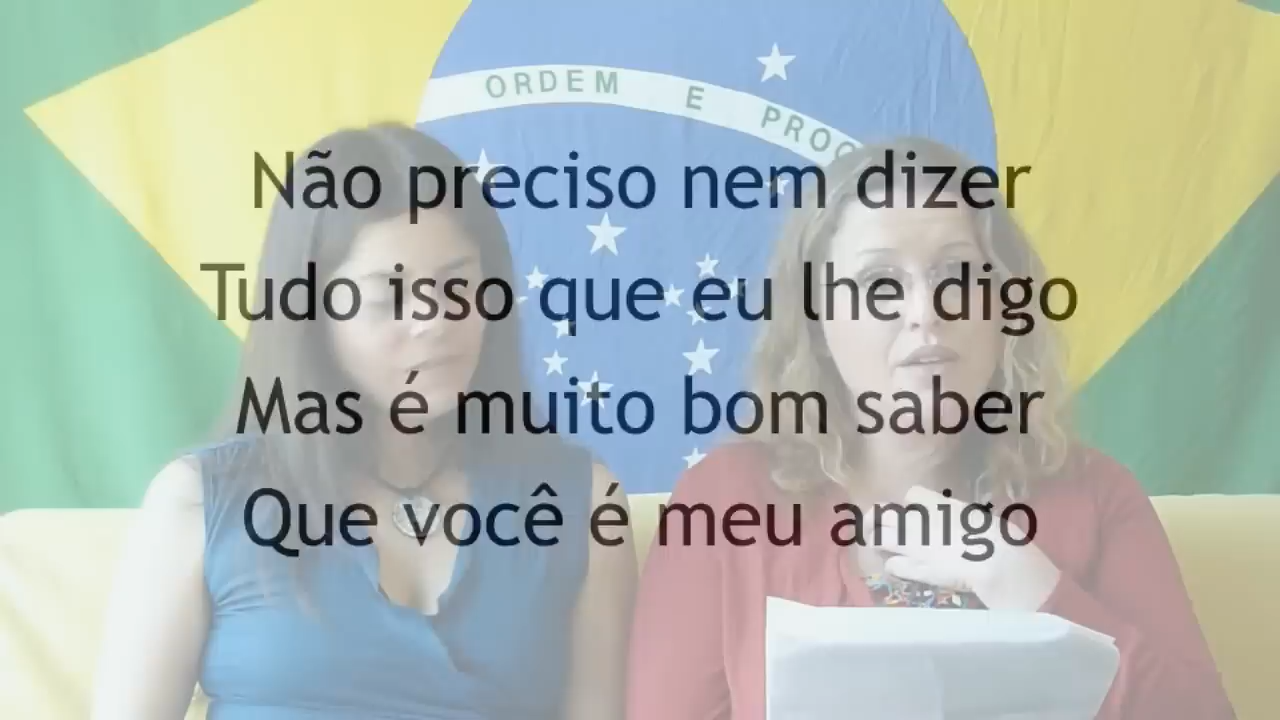 ORDEM E PROG
Não preciso nem dizer
Tudo isso que eu lhe digo
Mas é muito bom saber
Que você é meu amigo